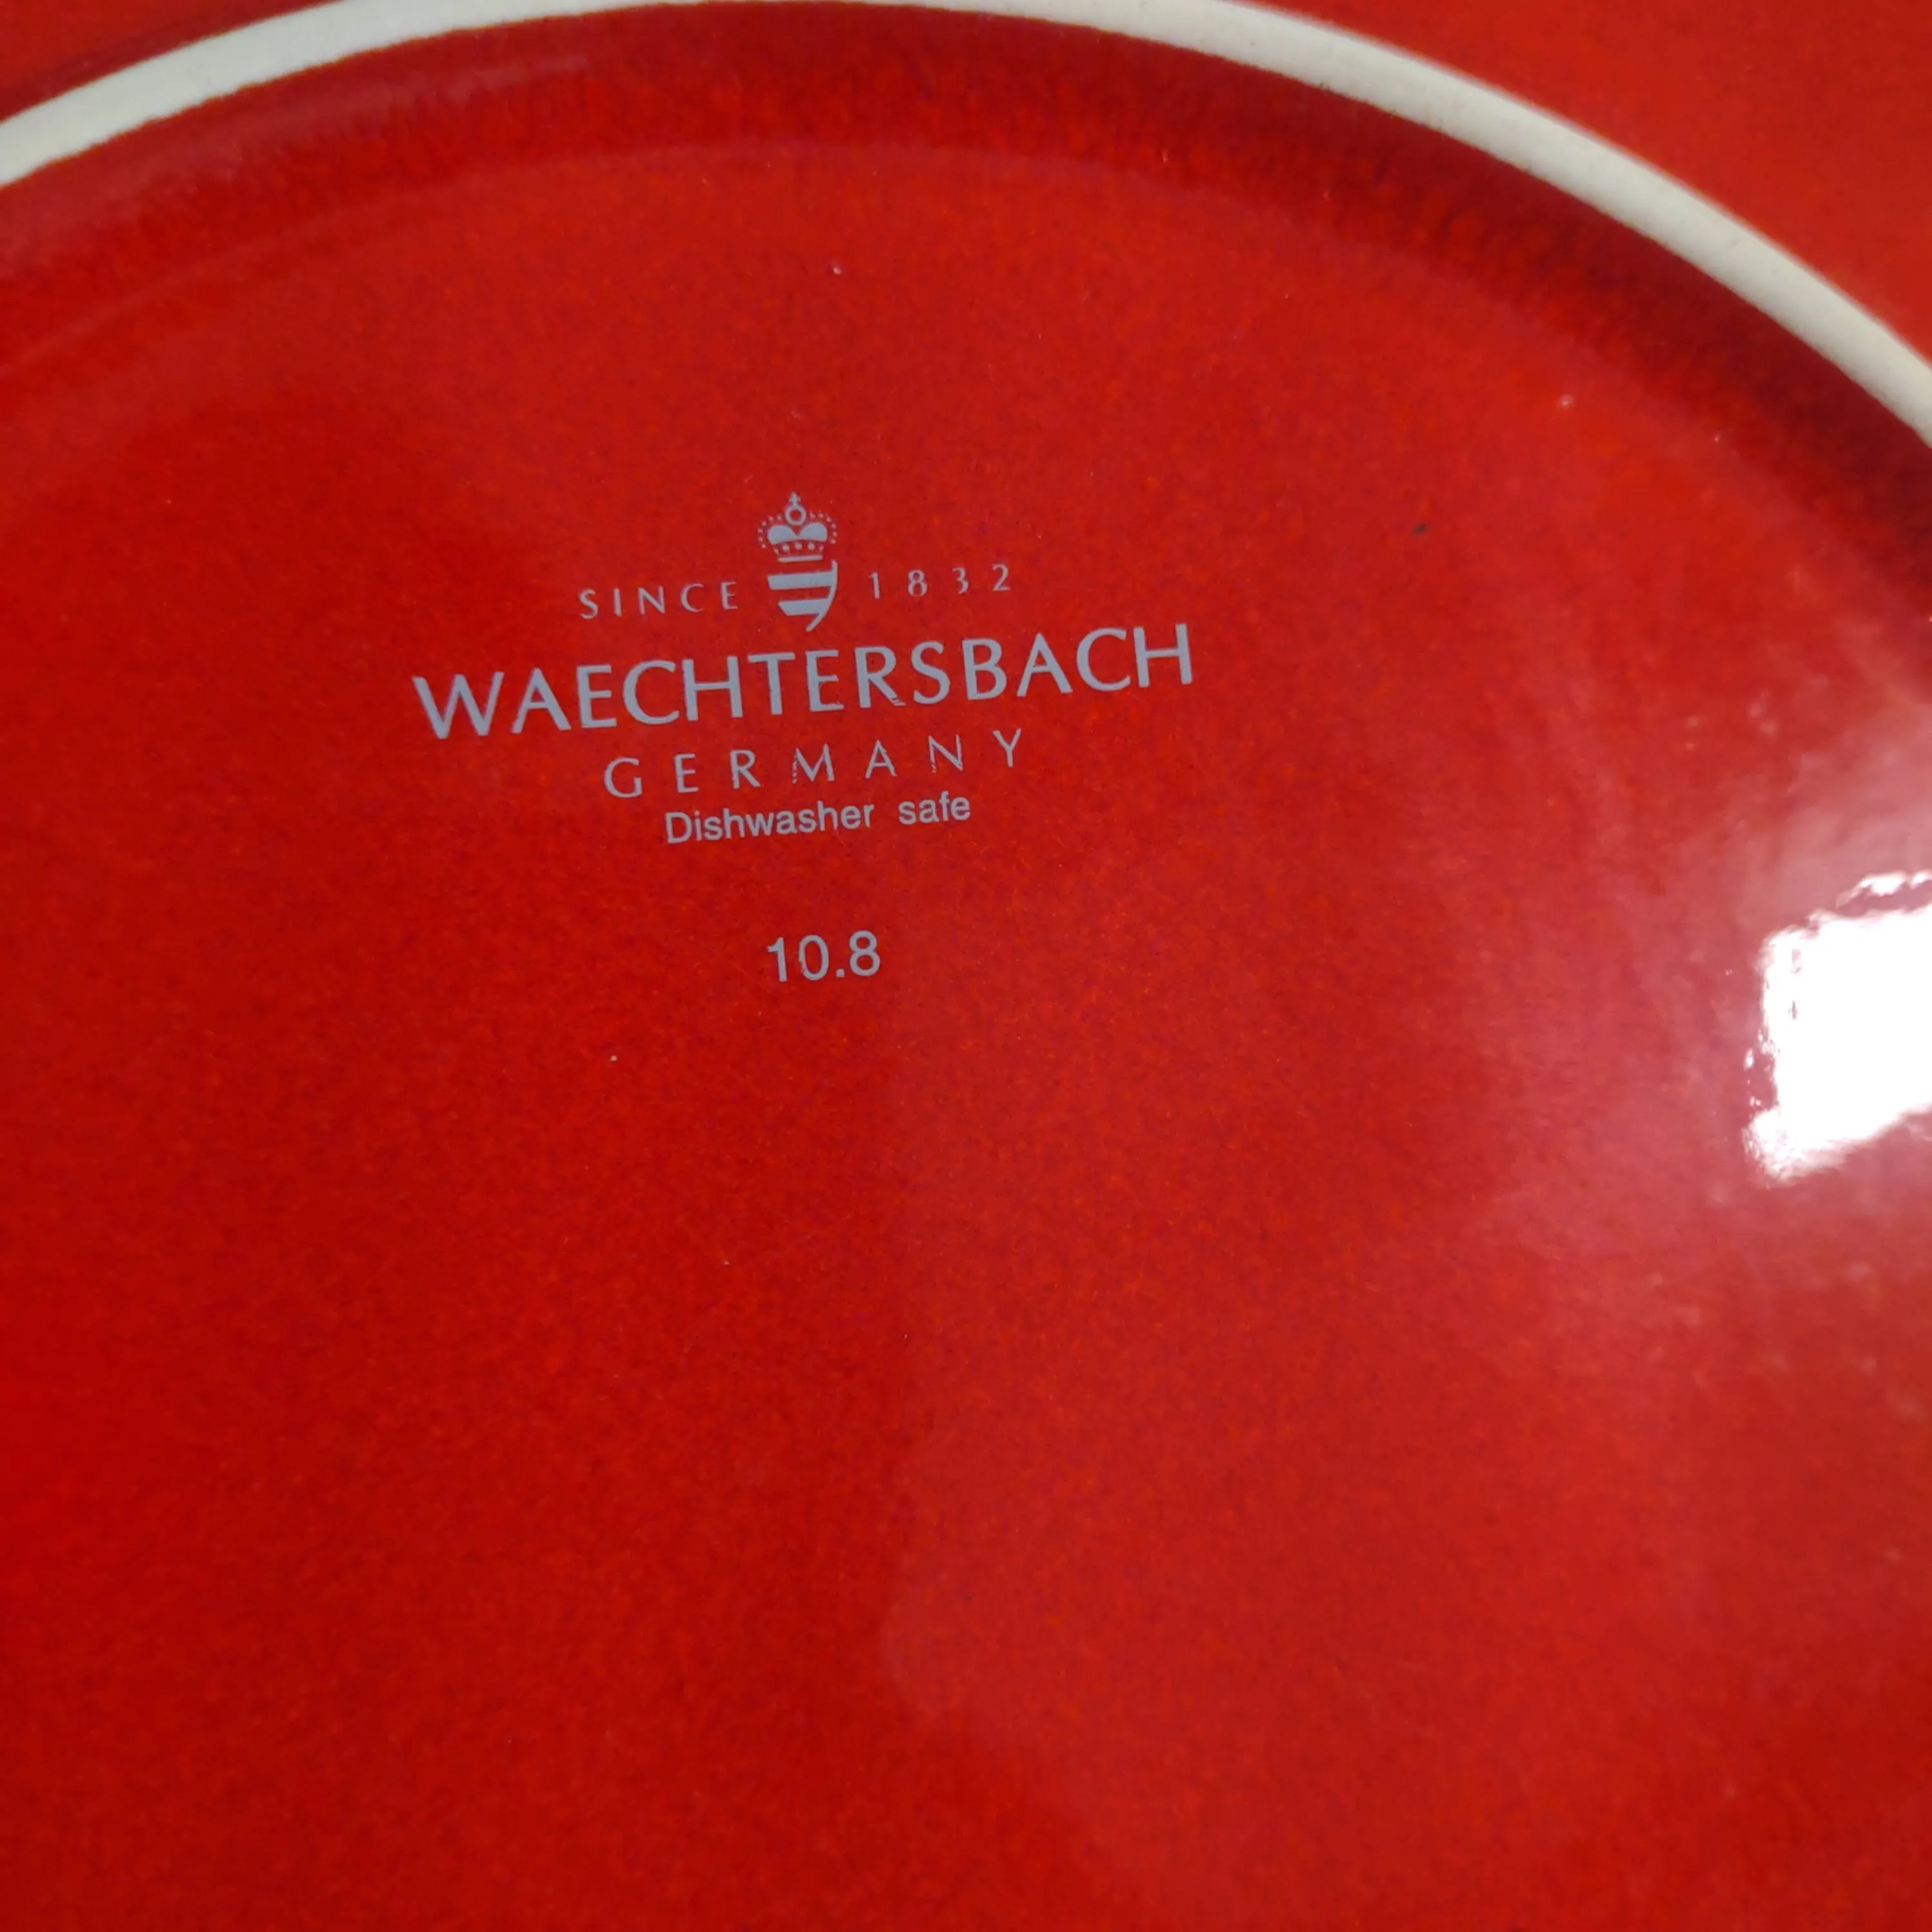 SINCE 1832
WAECHTERSBACH
GERMANY
Dishwasher safe
10.8